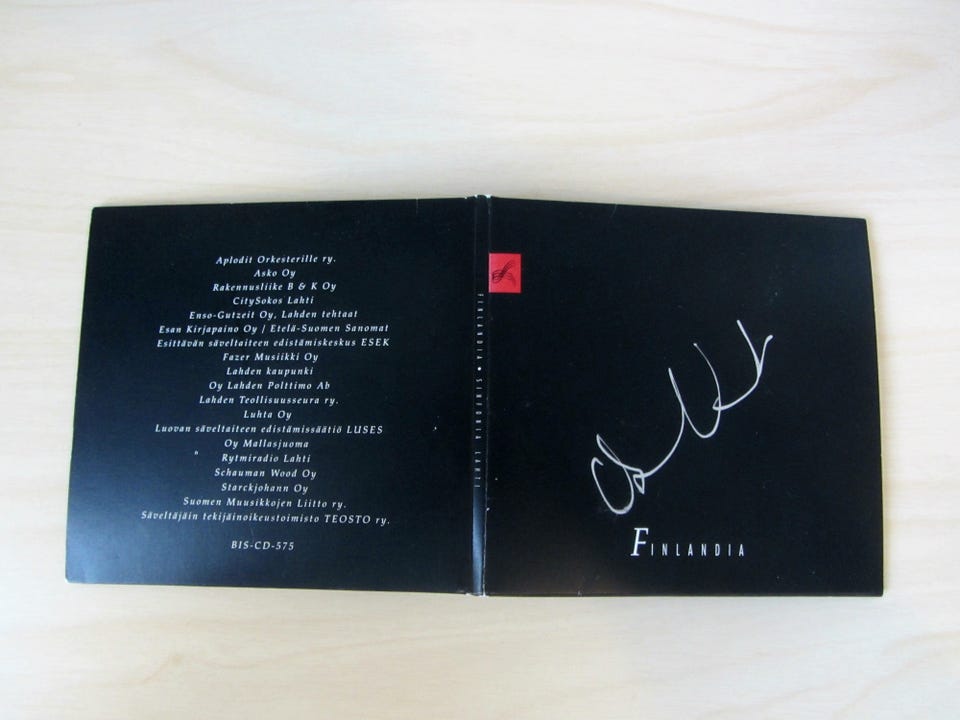 Aplodit Orkesterille ry.
Asko Oy
Rakennusliike B & K Oy
CitySokos Lahti
Enso-Gutzeit Oy, Lahden tehtaat
Esan Kirjapaino Oy / Etelä-Suomen Sanomat
Esittävän säveltaiteen edistämiskeskus ESEK
Fazer Musiikki Oy
Lahden kaupunki
Oy Lahden Polttimo Ab
Lahden Teollisuusseura ry.
Luhta Oy
Luovan säveltaiteen edistämissäätiö LUSES
Oy Mallasjuoma
Rytmiradio Lahti
Schauman Wood Oy
Starckjohann Oy
Suomen Muusikkojen Liitto ry.
Säveltäjäin tekijäinoikeustoimisto TEOSTO ry.
BIS-CD-575
FINLANDIA • SINFONIA LAHTI
FINLANDIA